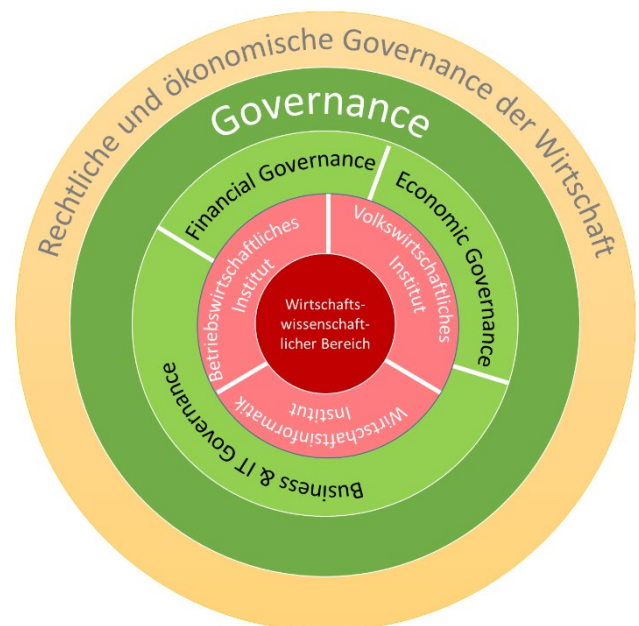 Rechtliche und ökonomische Governance der Wirtschaft
Governance
Financial Governance
Economic Governance
Business & IT Governance
Betriebswirtschaftliches
Institut
Volkswirtschaftliches
Institut
Wirtschaftsinformatik
Institut
Wirtschafts-
wissenschaft-
licher Bereich